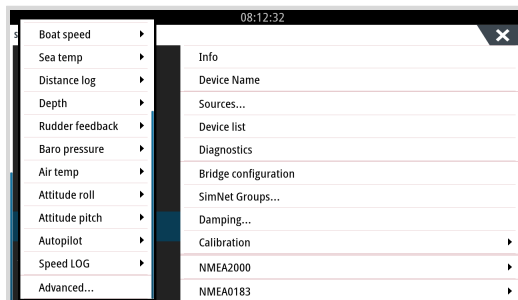 08:12:32
Boat speed
Sea temp
Distance log
Depth
Rudder feedback
Baro pressure
Air temp
Attitude roll
Attitude pitch
Autopilot
Speed LOG
Advanced...
Info
Device Name
Sources...
Device list
Diagnostics
Bridge configuration
SimNet Groups...
Damping...
Calibration
NMEA2000
NMEA0183